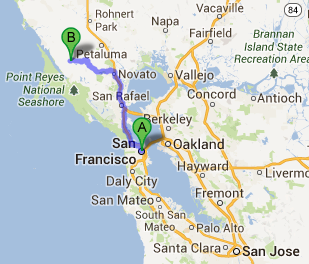 84
Rohnert
Park
Napa
Fairfield
Vacaville
Brannan
Island State
Recreation Area
B
Petaluma
Point Reyes
National
Seashore
Novato
Vallejo
San Rafael
Concord
Antioch
A
Berkeley
San
Francisco
Oakland
Daly City
Hayward
Livermo
San Mateo
Fremont
South
San
Mateo
Palo Alto
Santa Clara
San Jose